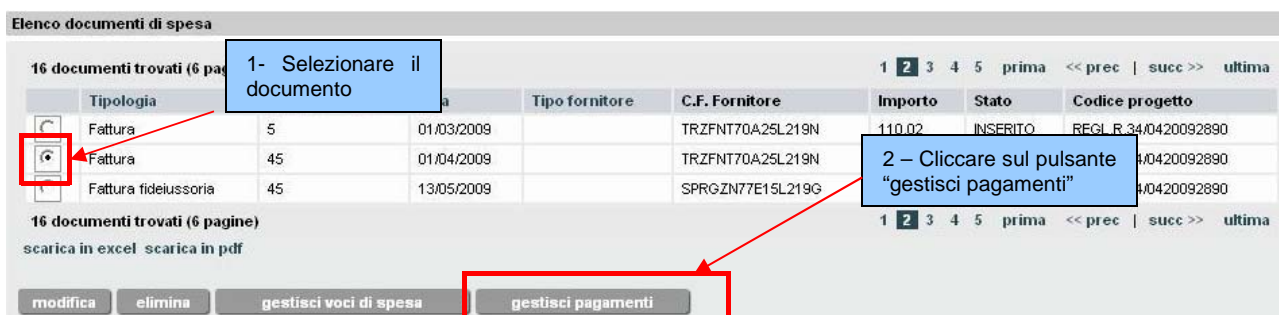 Elenco documenti di spesa
16 documenti trovati (6 pag
1- Selezionare il
documento
1 2 3 4 5 prima << prec | succ >> ultima
Tipologia a Tipo fornitore C.F. Fornitore Importo Stato Codice progetto
Fattura 5 01/03/2009 TRZFNT70A25L219N 110.02 INSERITO REGL.R.34/0420092890
Fattura 45 01/04/2009 TRZFNT70A25L219N 4/0420092890
2 – Cliccare sul pulsante
“gestisci pagamenti”
Fattura fideiussoria 45 13/05/2009 SPRGZN77E15L219G 4/0420092890
16 documenti trovati (6 pagine) 1 2 3 4 5 prima << prec | succ >> ultima
scarica in excel scarica in pdf
modifica elimina gestisci voci di spesa gestisci pagamenti